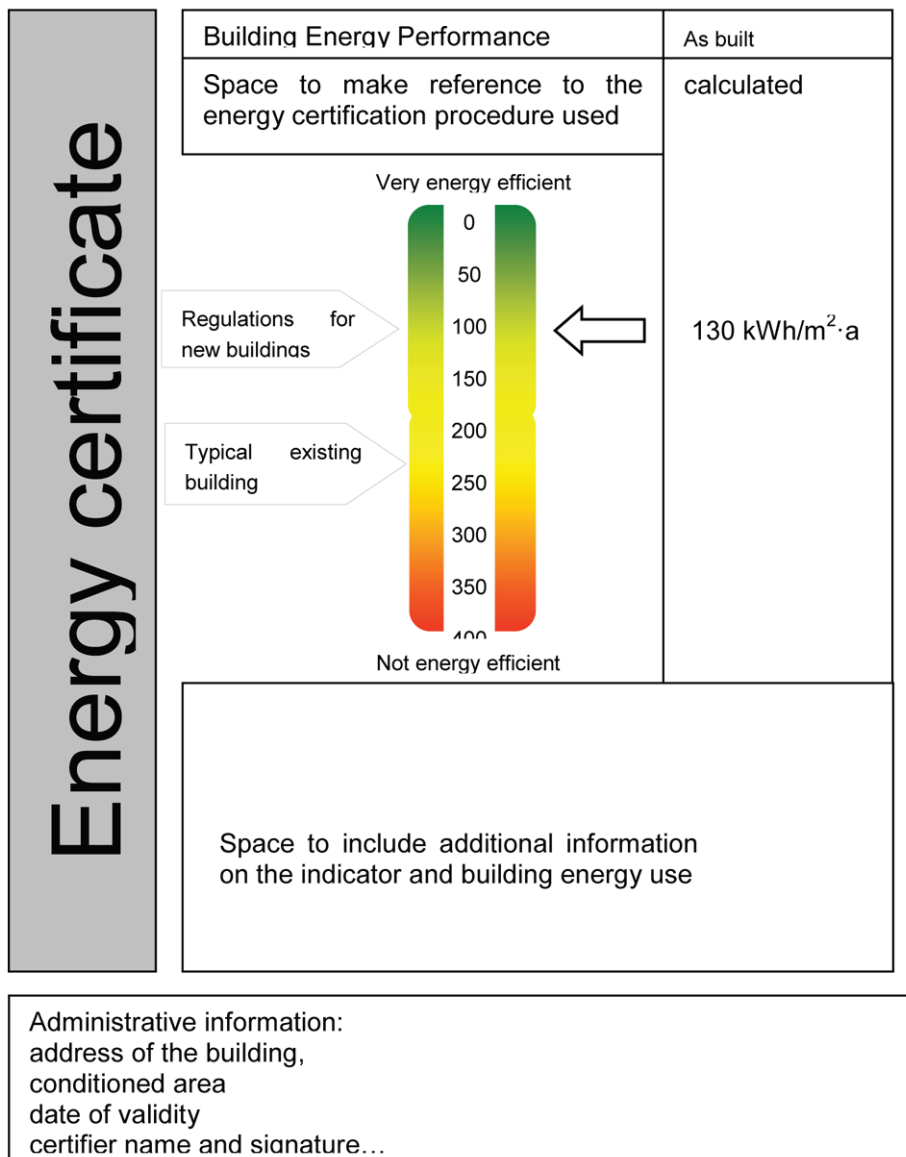 Energy certificate
Building Energy Performance
As built
Space to make reference to the
energy certification procedure used
calculated
Very energy efficient
0
50
100
150
200
250
300
350
400
Regulations for
new buildings
Typical existing
building
130 kWh/m²·a
Not energy efficient
Space to include additional information
on the indicator and building energy use
Administrative information:
address of the building,
conditioned area
date of validity
certifier name and signature…